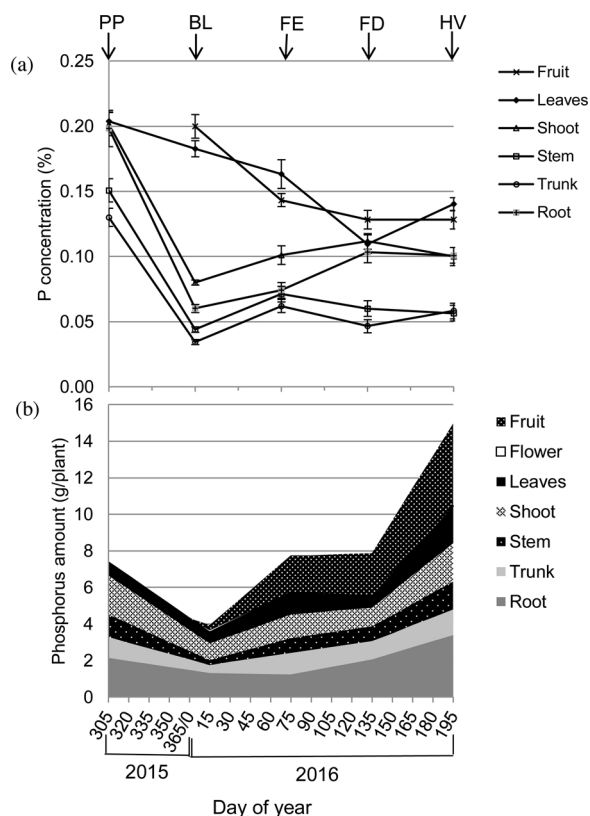 PP BL FE FD HV
(a)
0.25
0.20
0.15
0.10
0.05
0.00
P concentration (%)
Fruit
Leaves
Shoot
Stem
Trunk
Root
(b)
16
14
12
10
8
6
4
2
0
Phosphorus amount (g/plant)
Fruit
Flower
Leaves
Shoot
Stem
Trunk
Root
305 320 335 350 365/0 15 30 45 60 75 90 105 120 135 150 165 180 195
2015 2016
Day of year